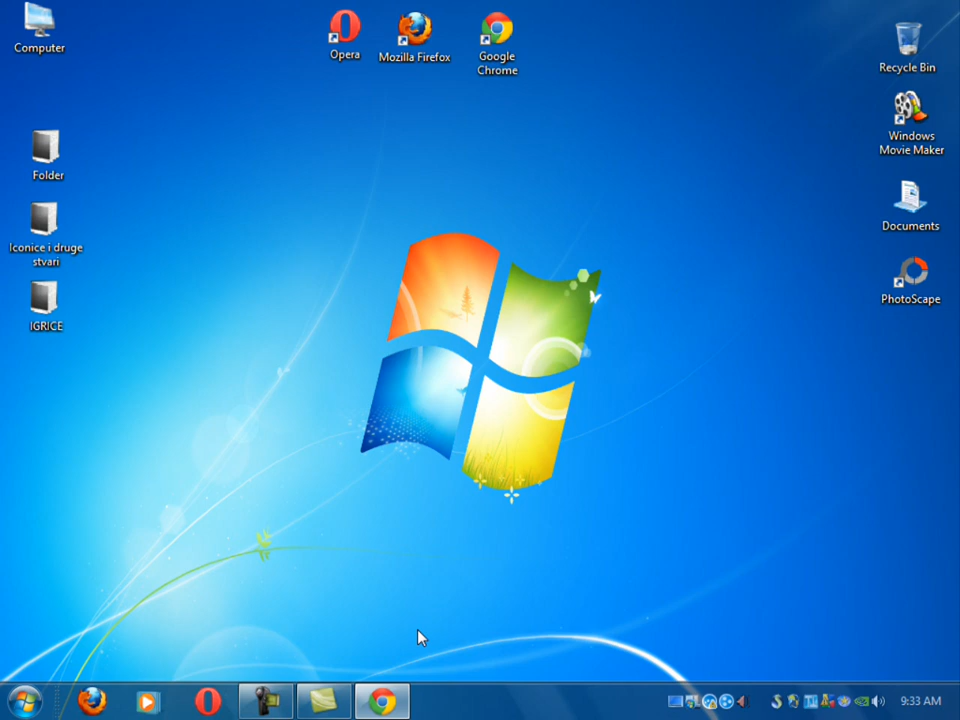 Computer
Opera
Mozilla Firefox
Google
Chrome
Recycle Bin
Windows
Movie Maker
Folder
Documents
Iconice i druge
stvari
PhotoScape
IGRICE
9:33 AM